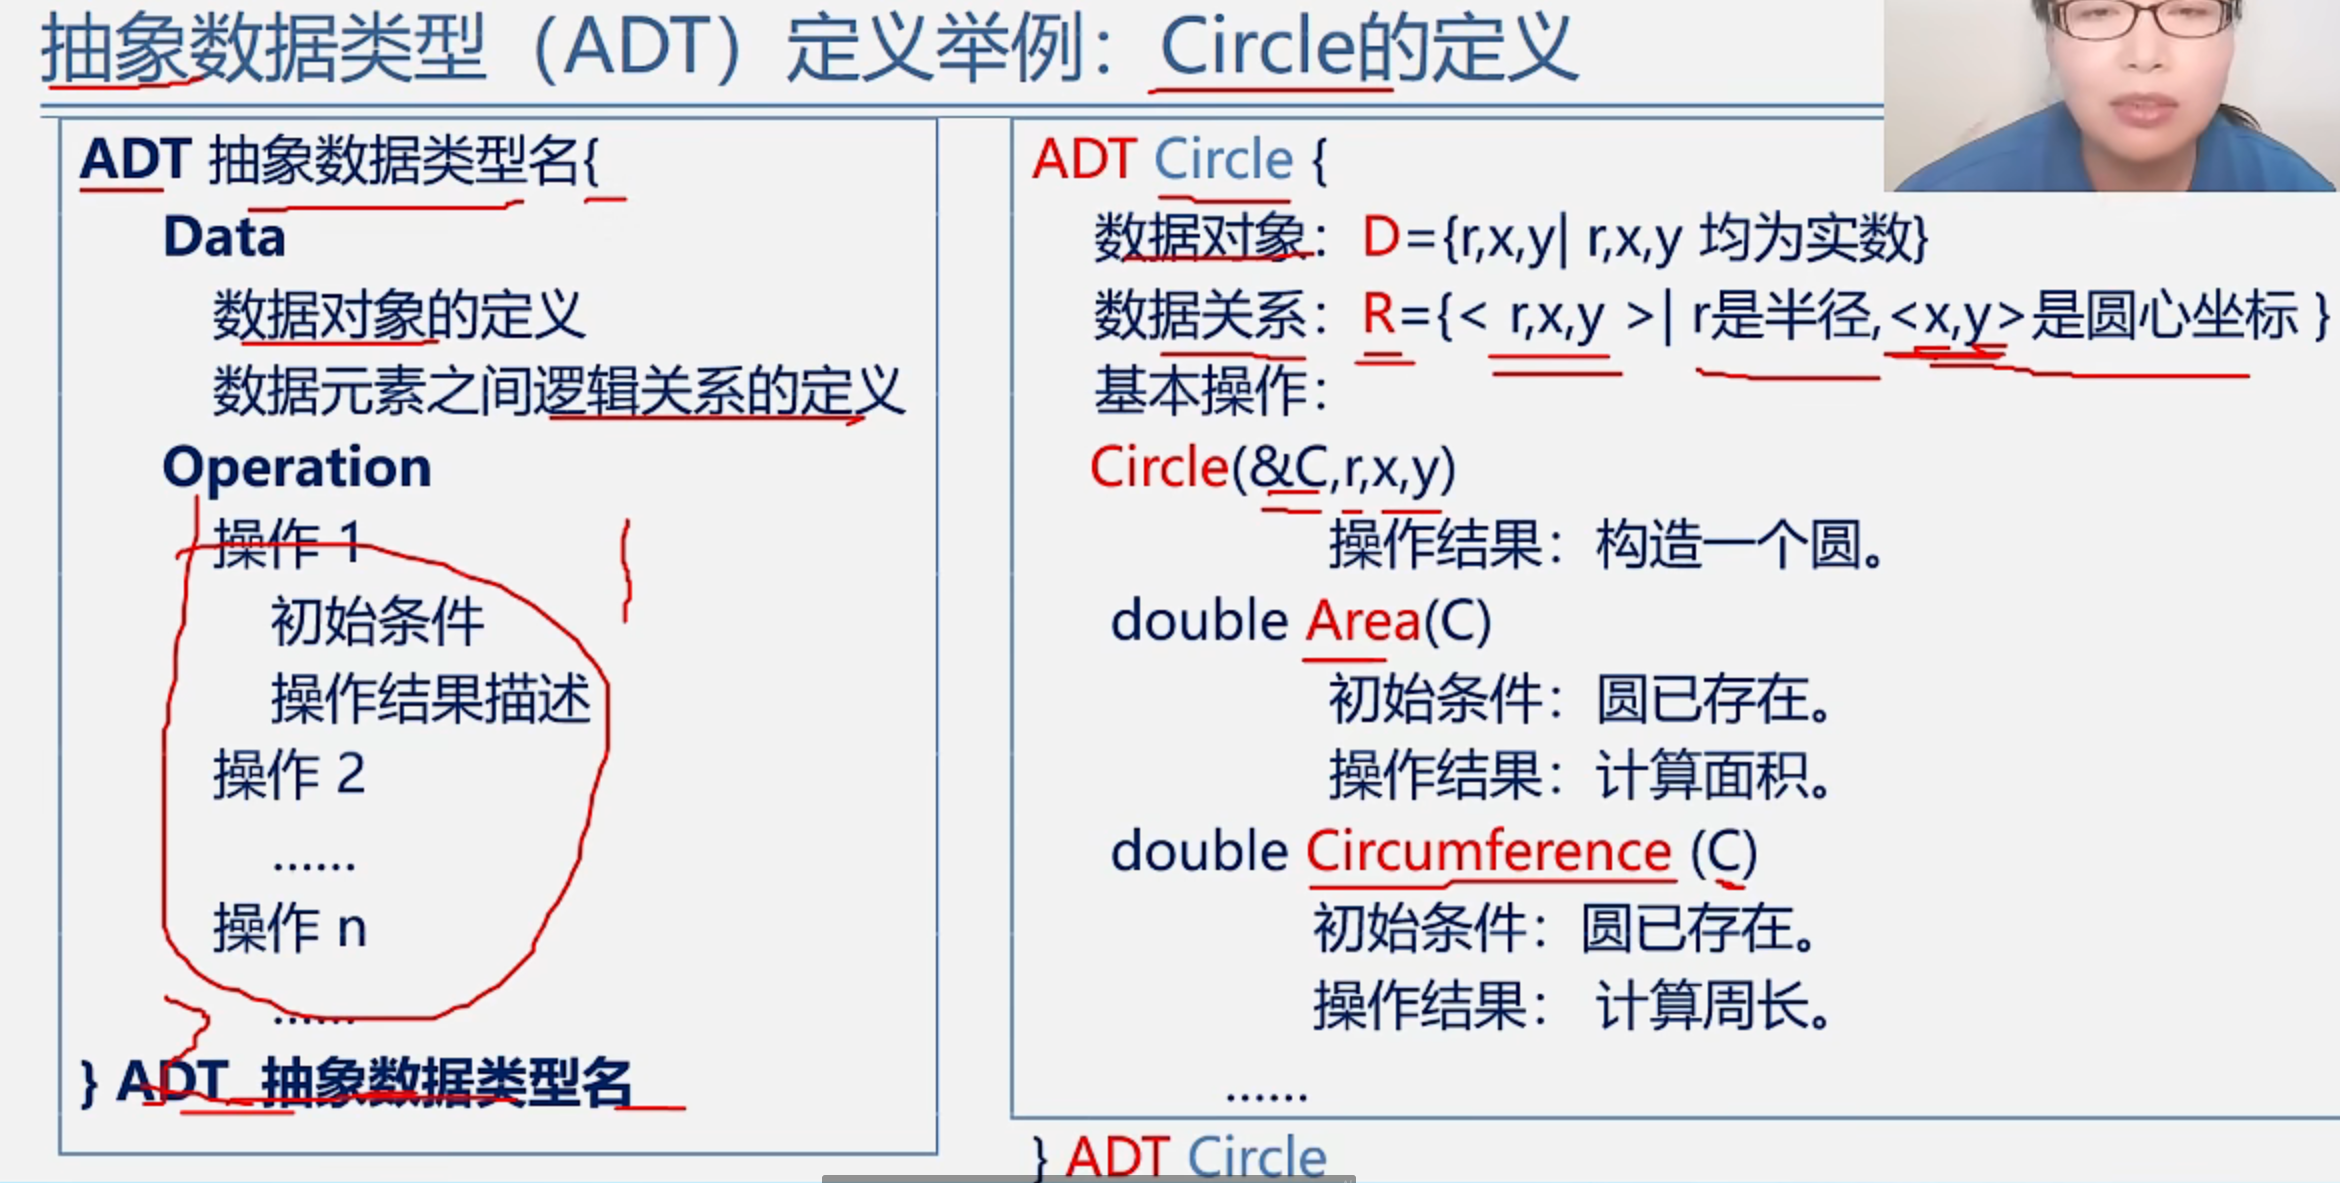 抽象数据类型（ADT）定义举例：Circle的定义
ADT 抽象数据类型名{
Data
数据对象的定义
数据元素之间逻辑关系的定义
Operation
操作 1
初始条件
操作结果描述
操作 2
......
操作 n
......
} ADT 抽象数据类型名
ADT Circle {
数据对象：D={r,x,y| r,x,y 均为实数}
数据关系：R={< r,x,y >| r是半径,<x,y>是圆心坐标 }
基本操作：
Circle(&C,r,x,y)
操作结果：构造一个圆。
double Area(C)
初始条件：圆已存在。
操作结果：计算面积。
double Circumference (C)
初始条件：圆已存在。
操作结果： 计算周长。
......
} ADT Circle